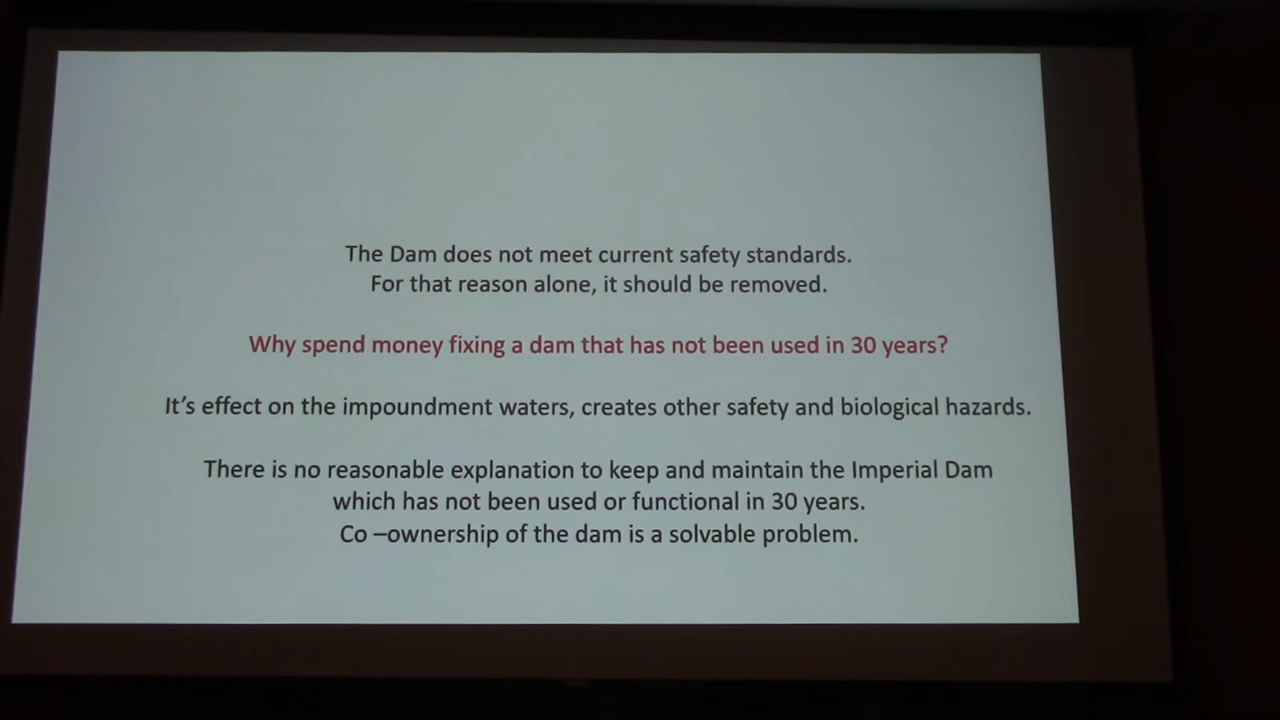 The Dam does not meet current safety standards.
For that reason alone, it should be removed.
Why spend money fixing a dam that has not been used in 30 years?
It’s effect on the impoundment waters, creates other safety and biological hazards.
There is no reasonable explanation to keep and maintain the Imperial Dam
which has not been used or functional in 30 years.
Co –ownership of the dam is a solvable problem.